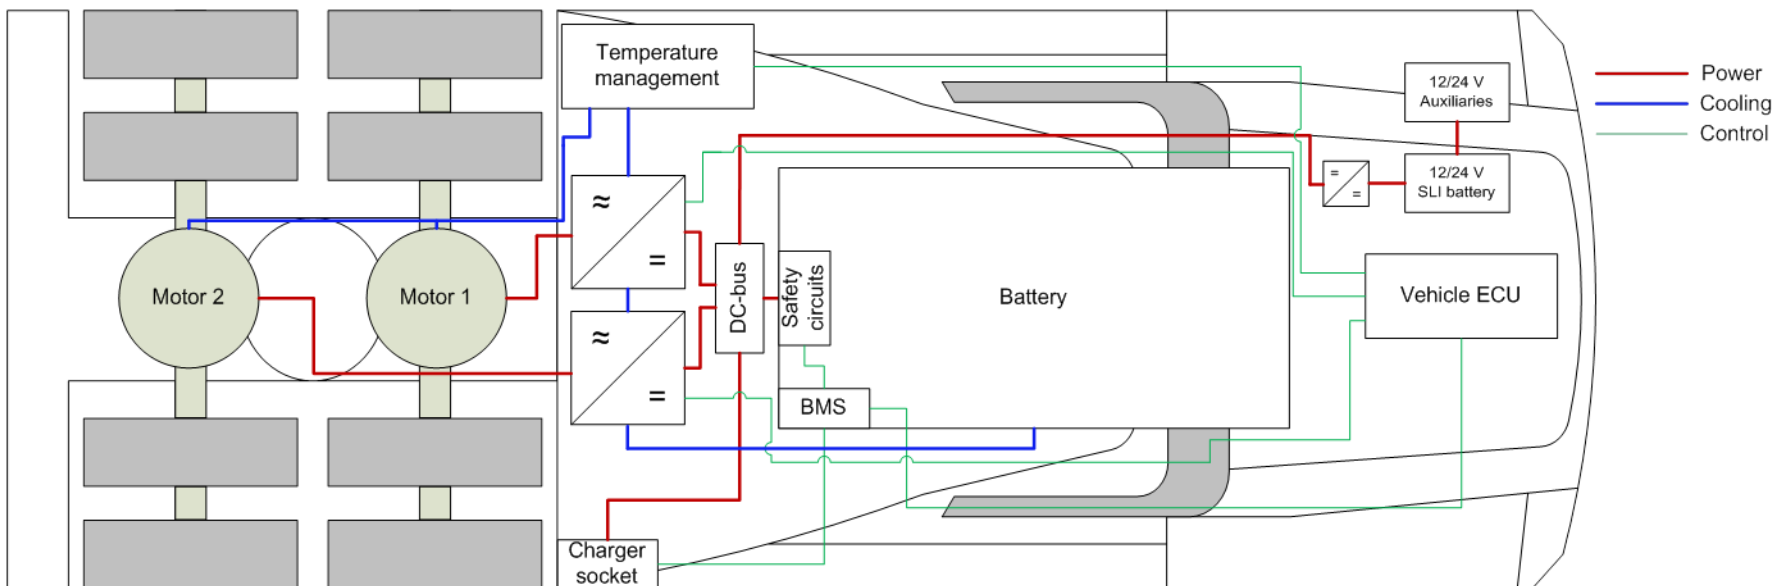 Temperature
management
12/24 V
Auxiliaries
Power
Cooling
Control
12/24 V
SLI battery
≈
=
=
=
Motor 2
Motor 1
DC-bus
Safety
circuits
Battery
Vehicle ECU
≈
=
BMS
Charger
socket